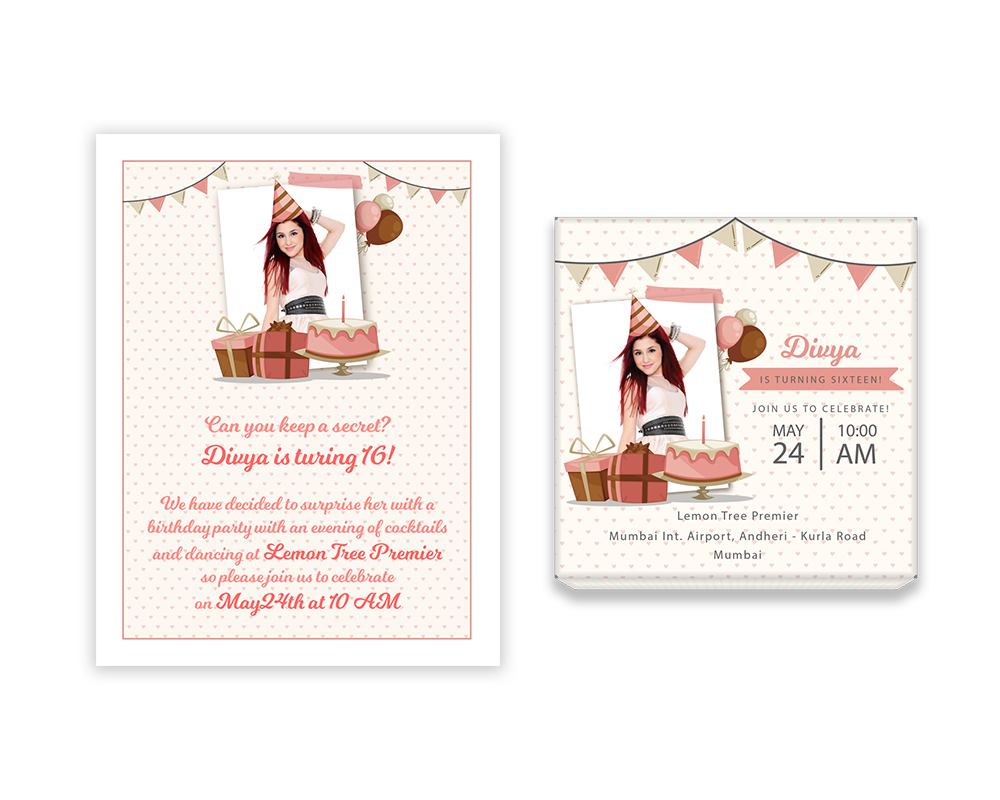 Can you keep a secret?
Divya is turing 16!
We have decided to surprise her with a
birthday party with an evening of cocktails
and dancing at Lemon Tree Premier
so please join us to celebrate
on May24th at 10 AM
Divya
IS TURNING SIXTEEN!
JOIN US TO CELEBRATE!
MAY 10:00
24 AM
Lemon Tree Premier
Mumbai Int. Airport, Andheri - Kurla Road
Mumbai